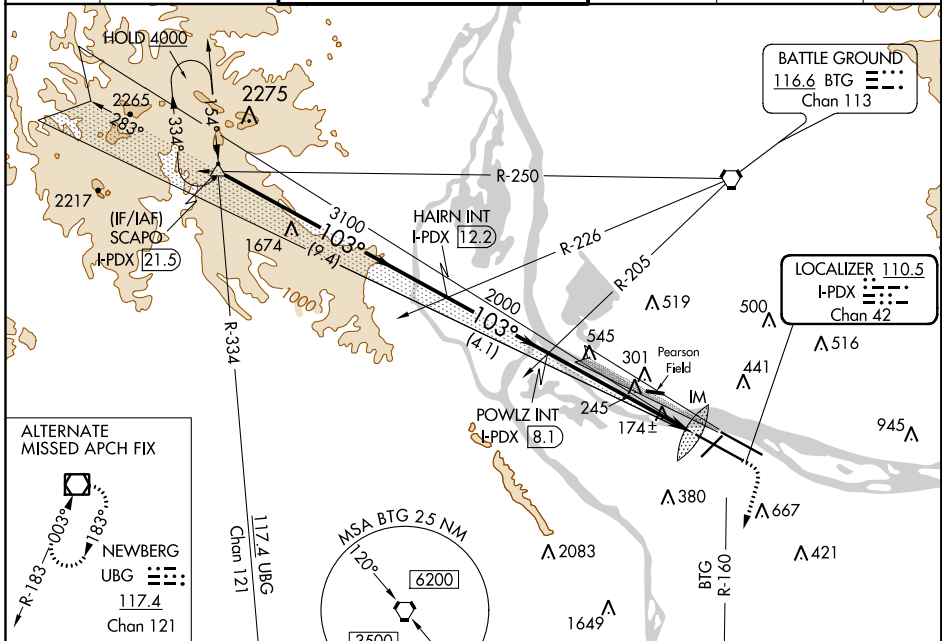 HOLD 4000
2265
2275
283°
334°
154°
2217
(IF/IAF)
SCAPO
I-PDX 21.5
1674
1000
3100
103°
(9.4)
HAIRN INT
I-PDX 12.2
2000
103°
(4.1)
R-250
R-226
R-205
R-334
BATTLE GROUND
116.6 BTG
Chan 113
LOCALIZER 110.5
I-PDX
Chan 42
519
500
516
545
301
Pearson
Field
441
245
174±
IM
945
POWLZ INT
I-PDX 8.1
380
667
421
2083
1649
BTG
R-160
117.4 UBG
Chan 121
ALTERNATE
MISSED APCH FIX
003°
183°
R-183
NEWBERG
UBG
117.4
Chan 121
MSA BTG 25 NM
120°
6200
3500